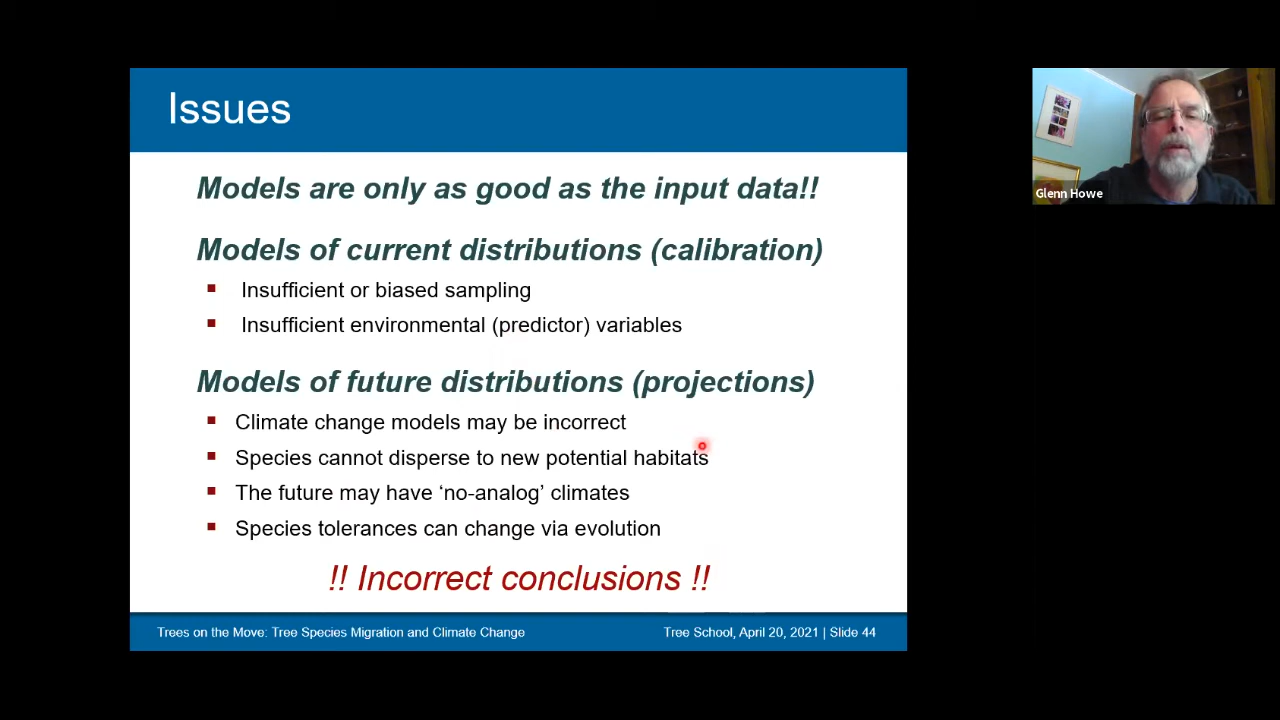 Issues
Models are only as good as the input data!!
Models of current distributions (calibration)
Insufficient or biased sampling
Insufficient environmental (predictor) variables
Models of future distributions (projections)
Climate change models may be incorrect
Species cannot disperse to new potential habitats
The future may have ‘no-analog’ climates
Species tolerances can change via evolution
!! Incorrect conclusions !!
Trees on the Move: Tree Species Migration and Climate Change
Tree School, April 20, 2021 | Slide 44
Glenn Howe